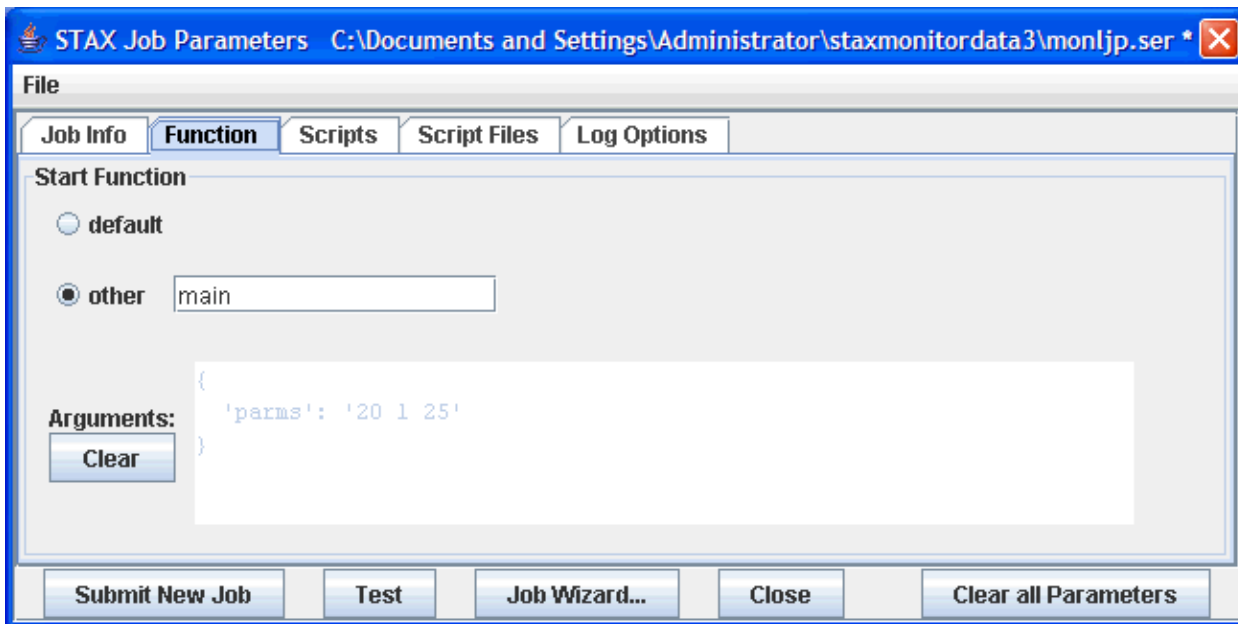 STAX Job Parameters C:\Documents and Settings\Administrator\staxmonitordata3\monljp.ser *
File
Job Info Function Scripts Script Files Log Options
Start Function
default
other main
{
'parms': '20 1 25'
}
Arguments:
Clear
Submit New Job Test Job Wizard... Close Clear all Parameters